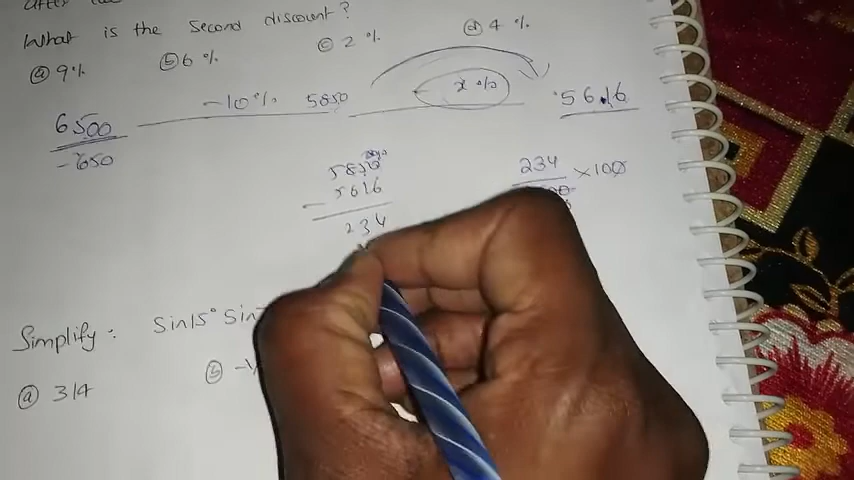 What is the Second discount?
ⓐ 9% ⓑ 6% ⓒ 2% ⓓ 4%
6500 -10% 5850 - x% 5616
-650
5850
5616
-
234
234 × 100
Simplify: Sin15° Sin
ⓐ 3/4 ⓑ